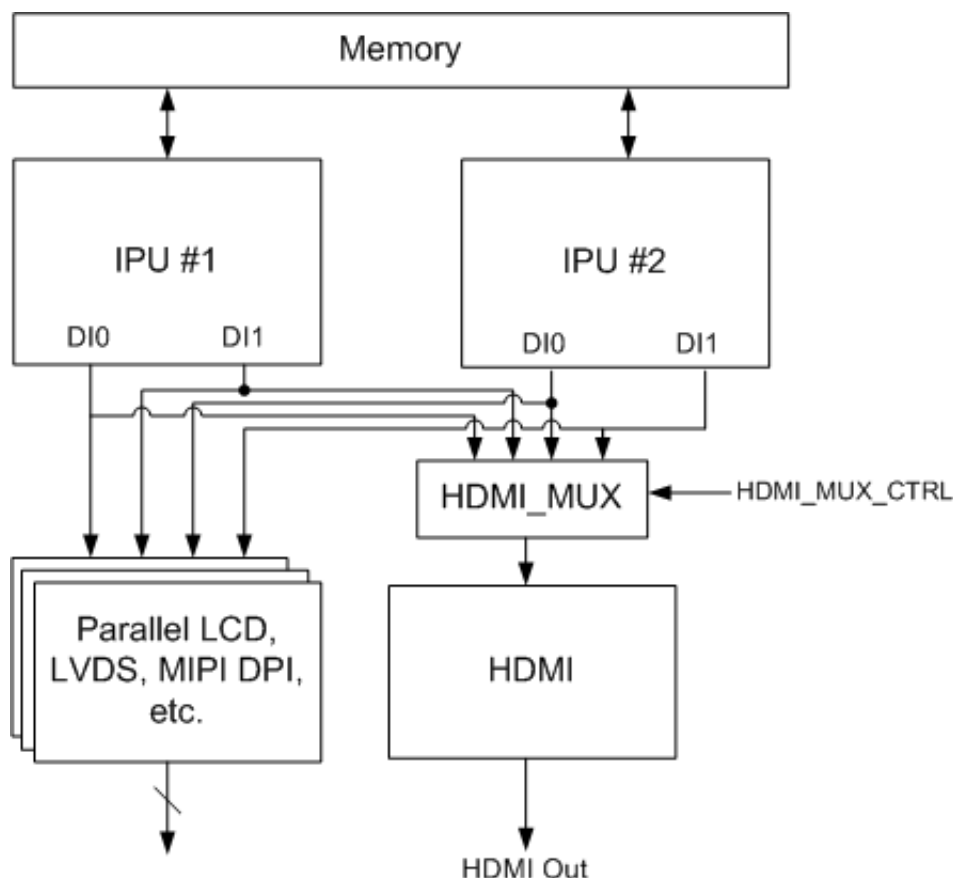 Memory
IPU #1
IPU #2
DI0
DI1
DI0
DI1
HDMI_MUX
HDMI_MUX_CTRL
Parallel LCD,
LVDS, MIPI DPI,
etc.
HDMI
HDMI Out